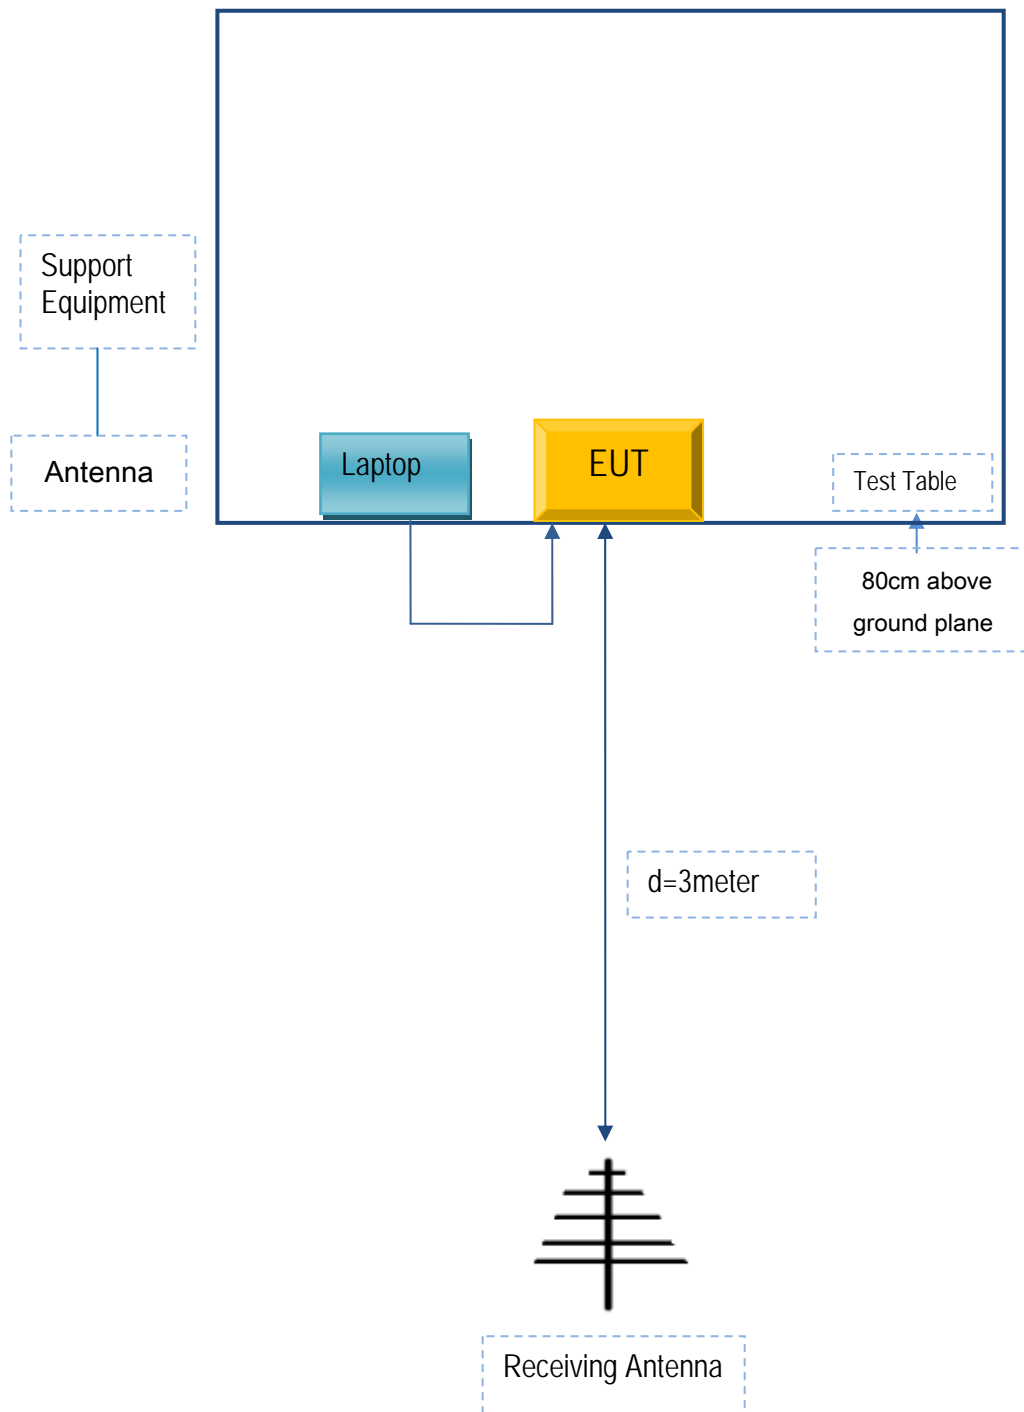 Support
Equipment
Antenna
Laptop
EUT
Test Table
80cm above
ground plane
d=3meter
Receiving Antenna